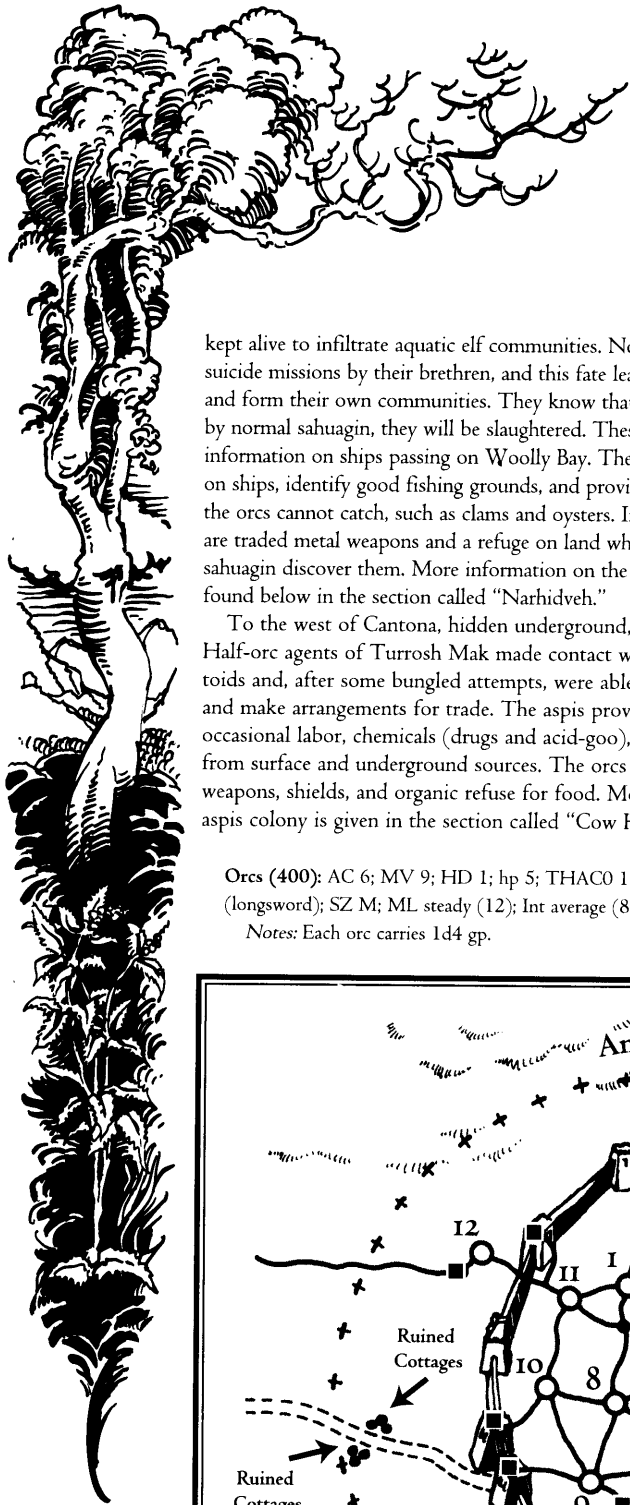 kept alive to infiltrate aquatic elf communities. No
suicide missions by their brethren, and this fate lea
and form their own communities. They know tha
by normal sahuagin, they will be slaughtered. Thes
information on ships passing on Woolly Bay. The
on ships, identify good fishing grounds, and provi
the orcs cannot catch, such as clams and oysters. I
are traded metal weapons and a refuge on land wh
sahuagin discover them. More information on the
found below in the section called “Narhidveh.”
To the west of Cantona, hidden underground,
Half-orc agents of Turrosh Mak made contact w
toids and, after some bungled attempts, were able
and make arrangements for trade. The aspis prov
occasional labor, chemicals (drugs and acid-goo),
from surface and underground sources. The orcs
weapons, shields, and organic refuse for food. Mo
aspis colony is given in the section called “Cow H
Orcs (400): AC 6; MV 9; HD 1; hp 5; THAC0 1
(longsword); SZ M; ML steady (12); Int average (8
Notes: Each orc carries 1d4 gp.
Ar
12
11
1
Ruined
Cottages
10
8
Ruined
Cottages
9